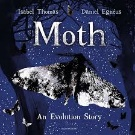 Isabel Thomas Daniel Egnéus
Moth
An Evolution Story